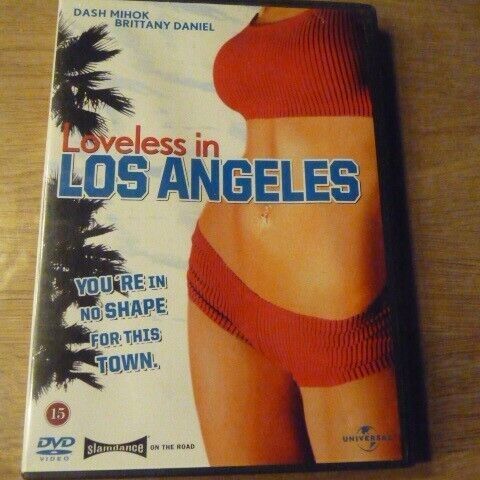 DASH MIHOK
BRITTANY DANIEL
Loveless in
LOS ANGELES
YOU'RE IN
NO SHAPE
FOR THIS
TOWN.
15
DVD
VIDEO
slamdance ON THE ROAD
UNIVERSAL